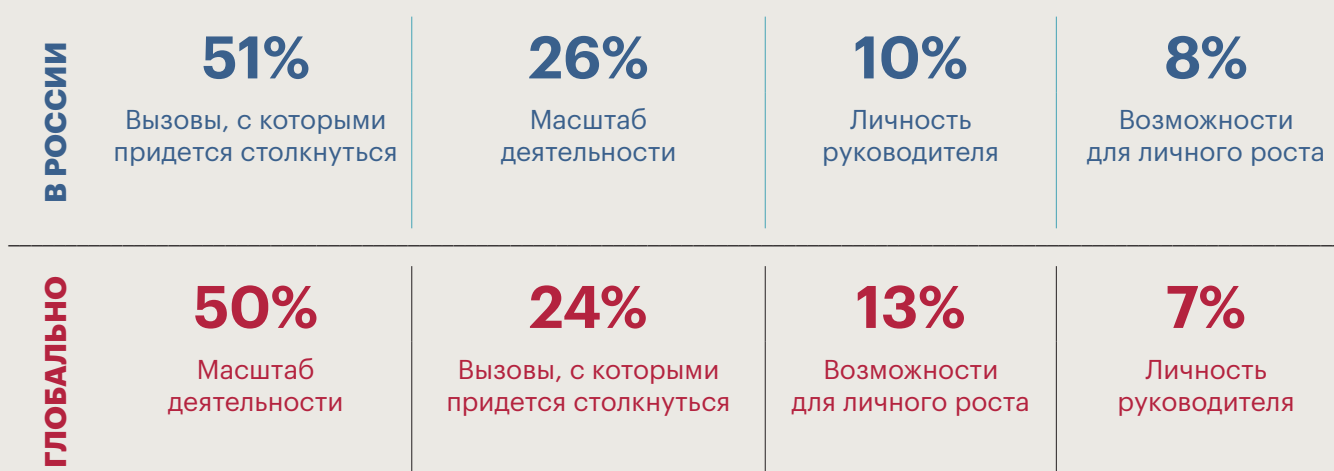 В РОССИИ
51%
Вызовы, с которыми
придется столкнуться
26%
Масштаб
деятельности
10%
Личность
руководителя
8%
Возможности
для личного роста
ГЛОБАЛЬНО
50%
Масштаб
деятельности
24%
Вызовы, с которыми
придется столкнуться
13%
Возможности
для личного роста
7%
Личность
руководителя